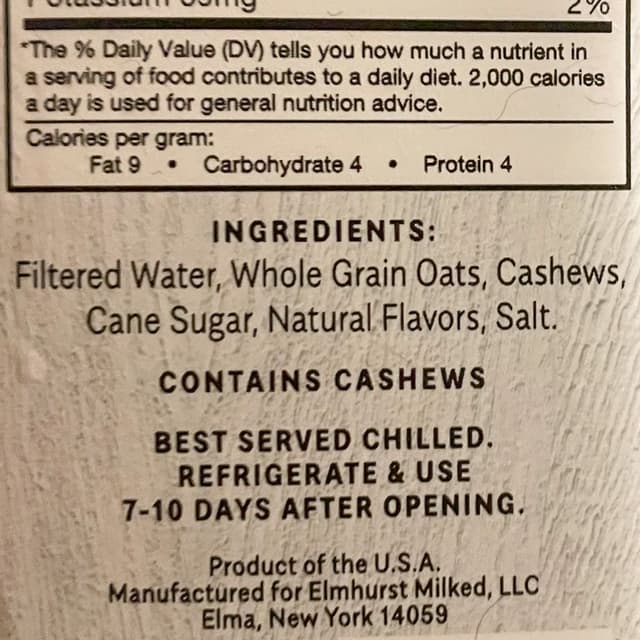 2%
*The % Daily Value (DV) tells you how much a nutrient in
a serving of food contributes to a daily diet. 2,000 calories
a day is used for general nutrition advice.
Calories per gram:
Fat 9 • Carbohydrate 4 • Protein 4
INGREDIENTS:
Filtered Water, Whole Grain Oats, Cashews,
Cane Sugar, Natural Flavors, Salt.
CONTAINS CASHEWS
BEST SERVED CHILLED.
REFRIGERATE & USE
7-10 DAYS AFTER OPENING.
Product of the U.S.A.
Manufactured for Elmhurst Milked, LLC
Elma, New York 14059